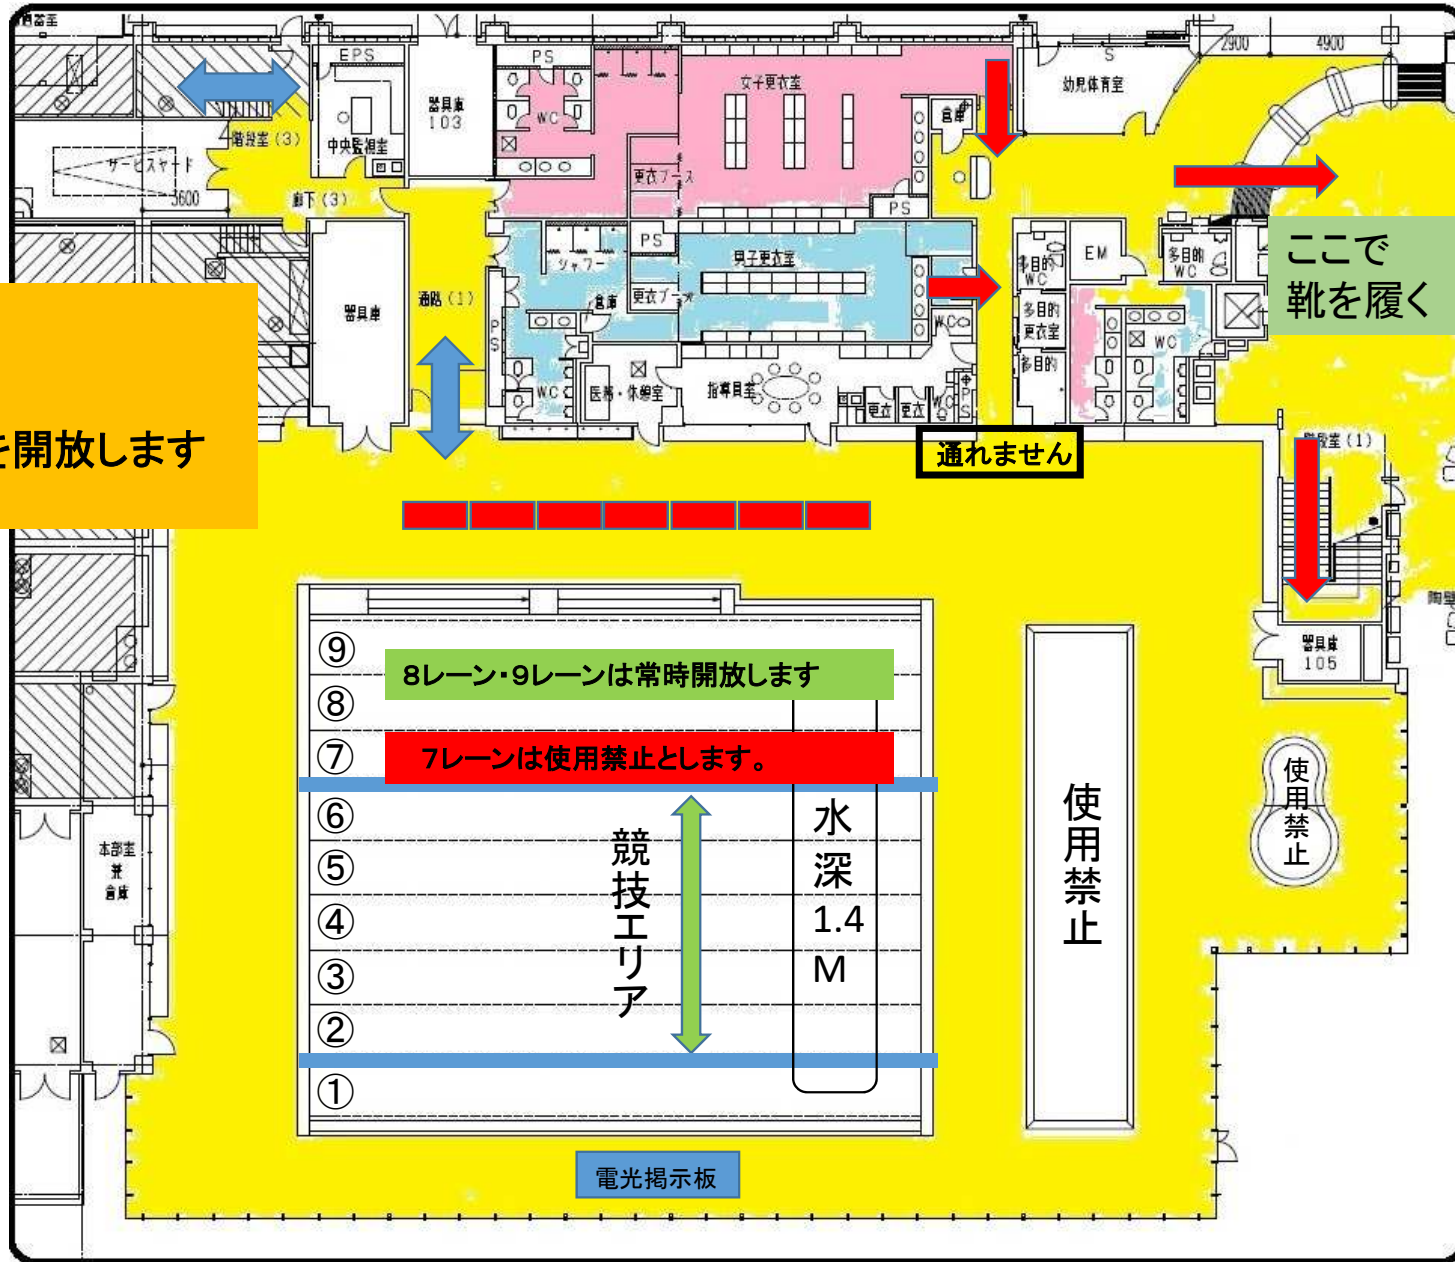 EPS
PS
2900
4900
S
女子更衣室
幼児体育室
器具庫
103
WC
倉庫
階段室(3)
中央監視室
サービスヤード
更衣ブース
3600
廊下(3)
PS
PS
シャワー
男子更衣室
多目的
WC
EM
多目的
WC
ここで
靴を履く
通路(1)
倉庫
更衣ブース
器具庫
PS
WC
多目的
更衣室
WC
多目的
WC
医務・休憩室
指導員室
更衣
更衣
WC
PS
を開放します
通れません
階段室(1)
陶壁
器具庫
105
⑨
8レーン・9レーンは常時開放します
⑧
⑦
7レーンは使用禁止とします。
⑥
⑤
④
③
②
①
競技エリア
水深
1.4
M
使用禁止
使用禁止
本部室
兼
倉庫
電光掲示板